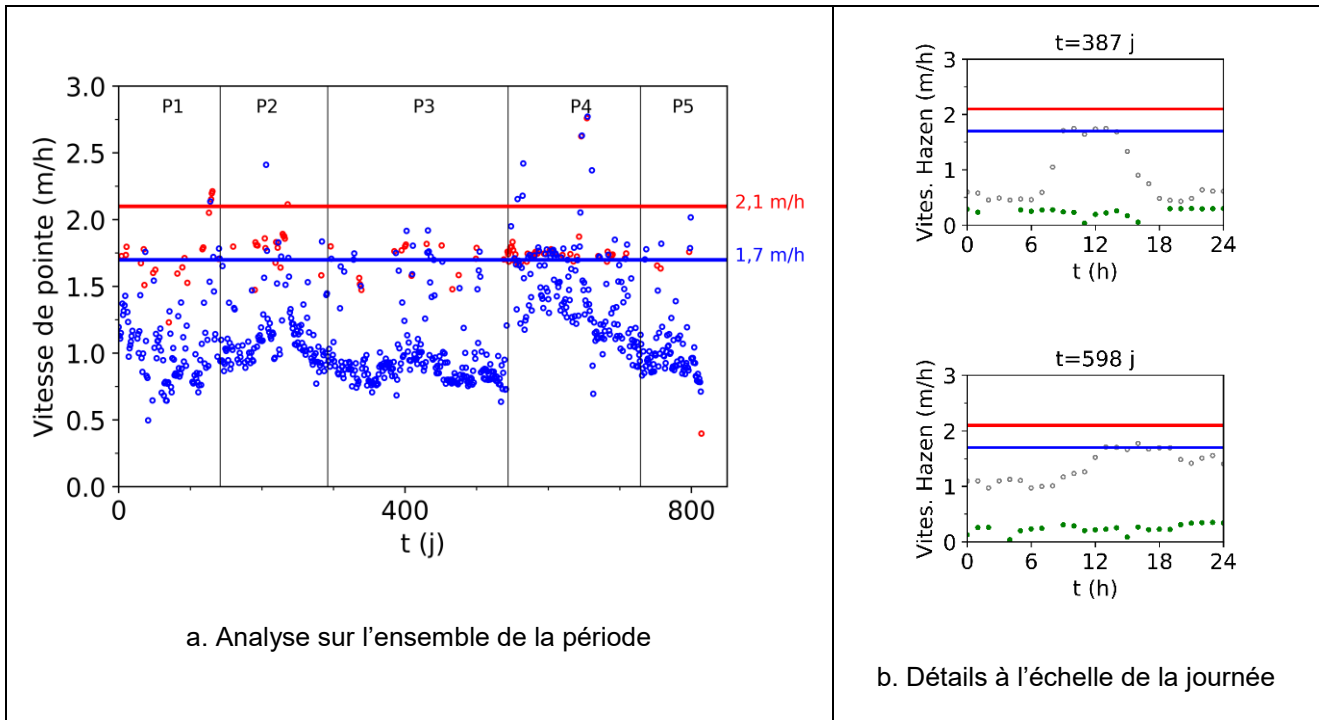 P1 P2 P3 P4 P5
3.0
2.5
2.0
1.5
1.0
0.5
0.0
Vitesse de pointe (m/h)
2,1 m/h
1,7 m/h
0 400 800
t (j)
a. Analyse sur l’ensemble de la période
t=387 j
3
2
1
0
Vites. Hazen (m/h)
0 6 12 18 24
t (h)
t=598 j
3
2
1
0
Vites. Hazen (m/h)
0 6 12 18 24
t (h)
b. Détails à l’échelle de la journée